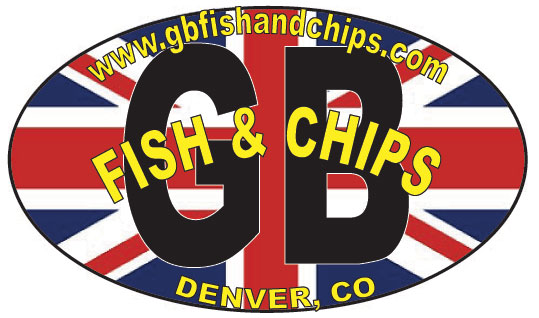 www.gbfishandchips.com
GB
FISH & CHIPS
DENVER, CO